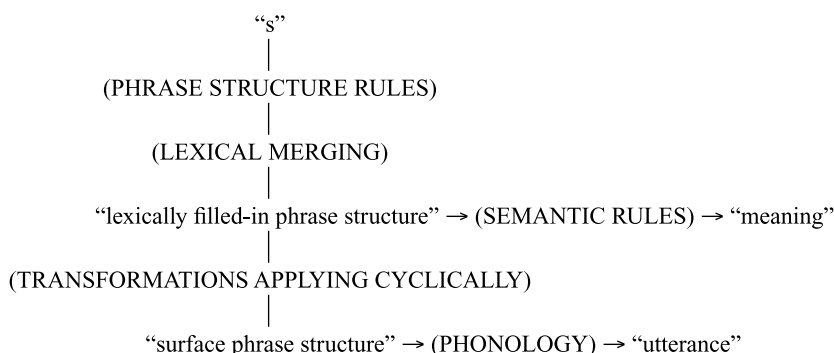 “s”
(PHRASE STRUCTURE RULES)
(LEXICAL MERGING)
“lexically filled-in phrase structure” → (SEMANTIC RULES) → “meaning”
(TRANSFORMATIONS APPLYING CYCLICALLY)
“surface phrase structure” → (PHONOLOGY) → “utterance”